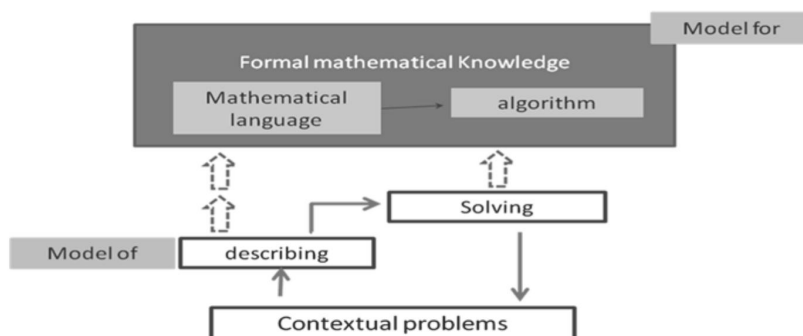 Model for
Formal mathematical Knowledge
Mathematical
language
algorithm
Solving
Model of
describing
Contextual problems